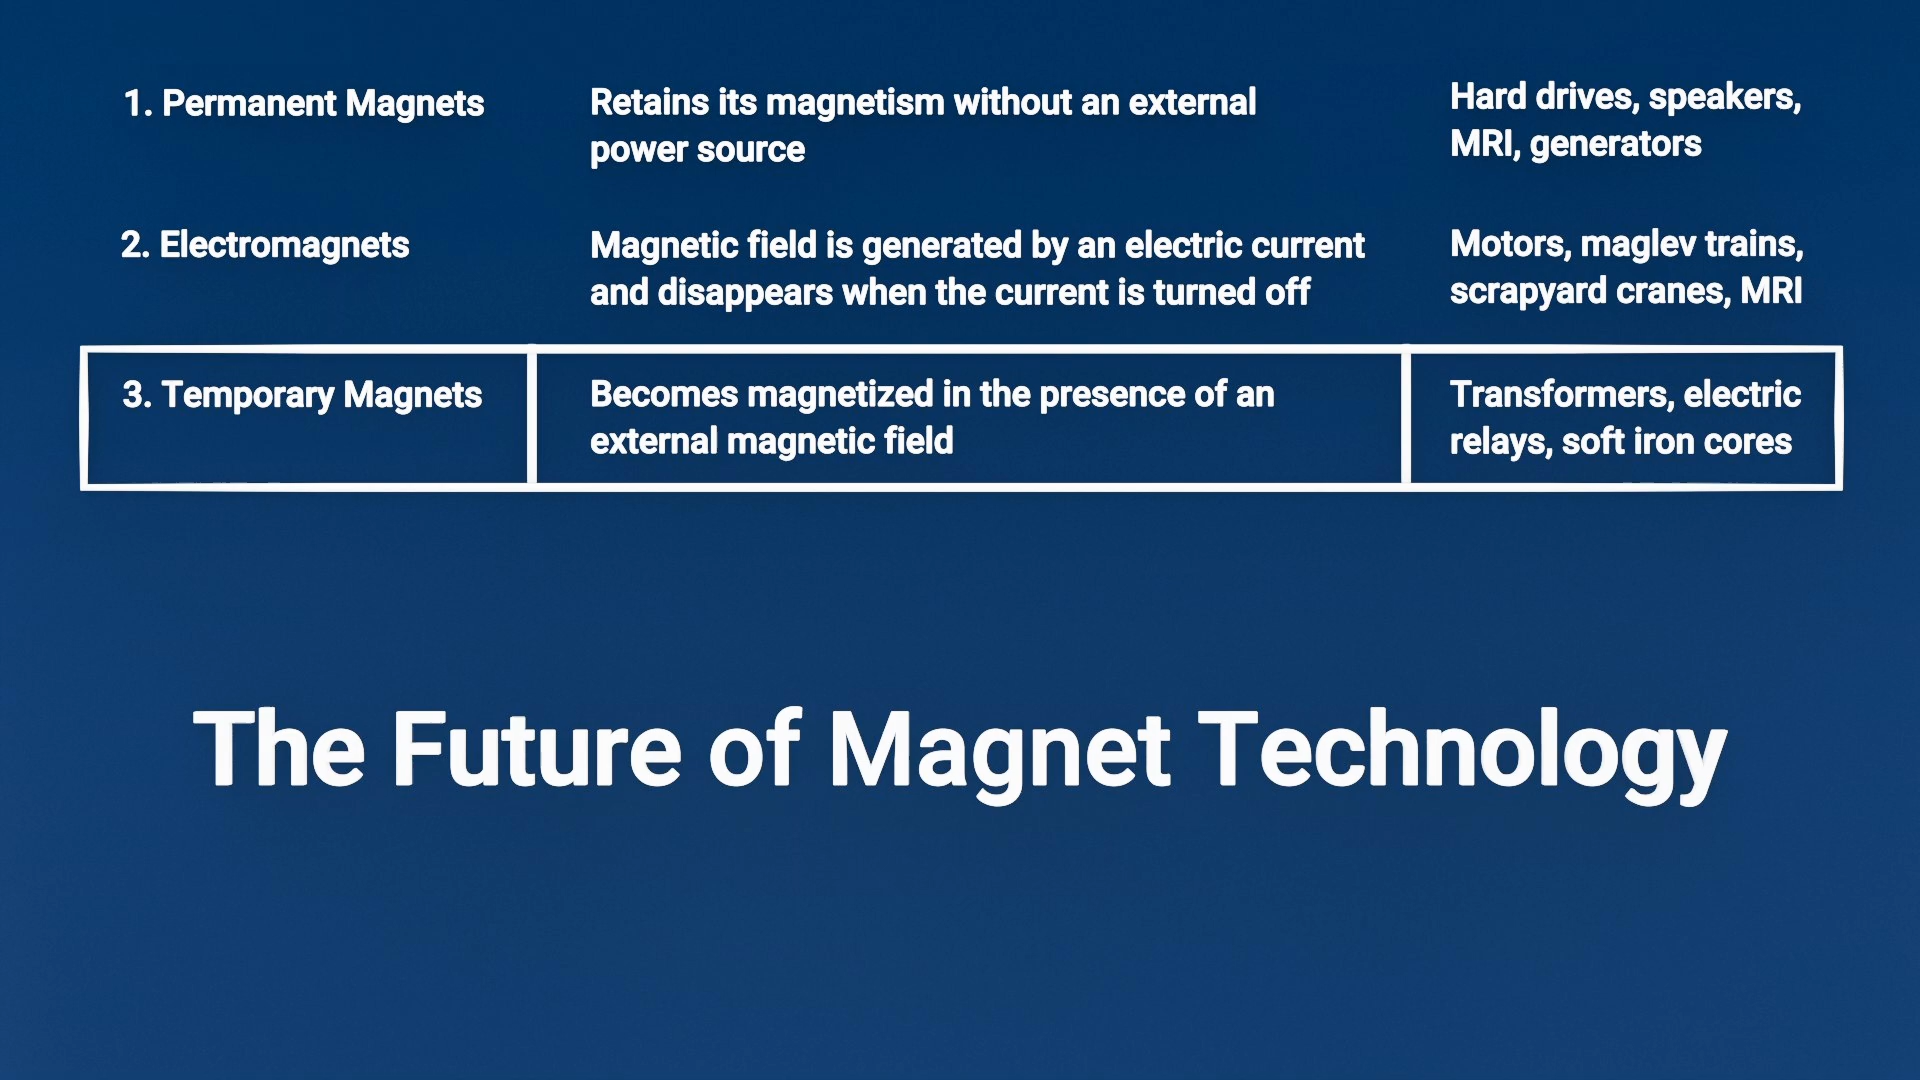 1. Permanent Magnets
Retains its magnetism without an external
power source
Hard drives, speakers,
MRI, generators
2. Electromagnets
Magnetic field is generated by an electric current
and disappears when the current is turned off
Motors, maglev trains,
scrapyard cranes, MRI
3. Temporary Magnets
Becomes magnetized in the presence of an
external magnetic field
Transformers, electric
relays, soft iron cores
The Future of Magnet Technology